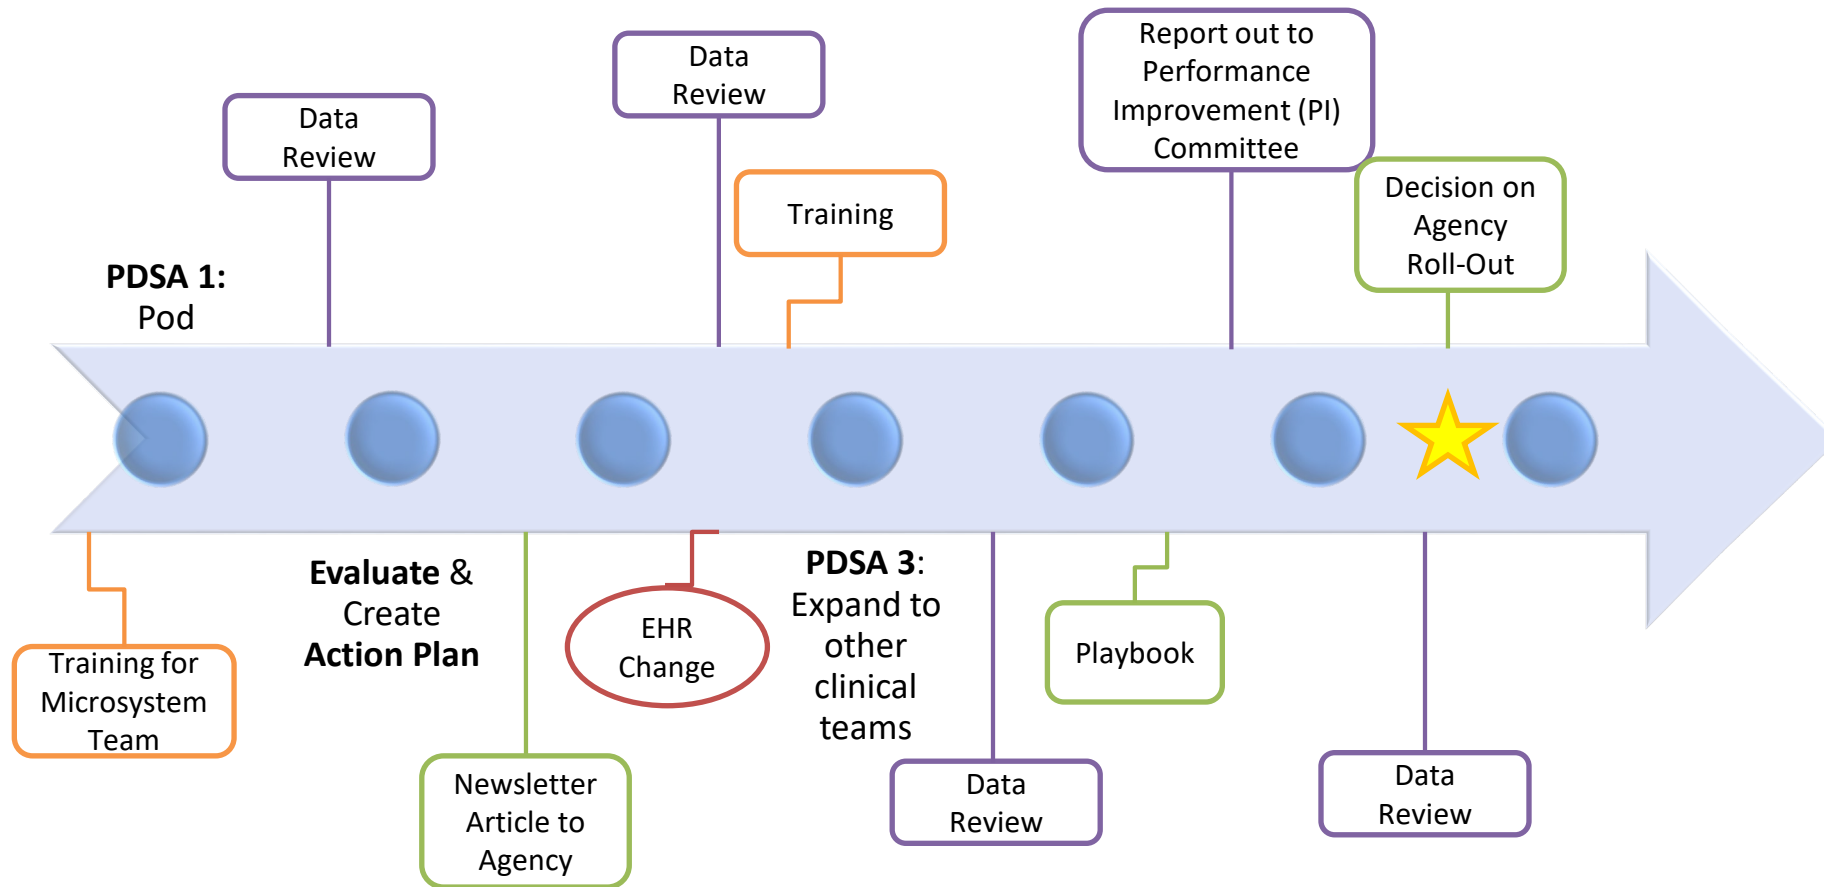 Data
Review
Data
Review
Report out to
Performance
Improvement (PI)
Committee
Training
Decision on
Agency
Roll-Out
PDSA 1:
Pod
Training for
Microsystem
Team
Evaluate &
Create
Action Plan
Newsletter
Article to
Agency
EHR
Change
PDSA 3:
Expand to
other
clinical
teams
Data
Review
Playbook
Data
Review